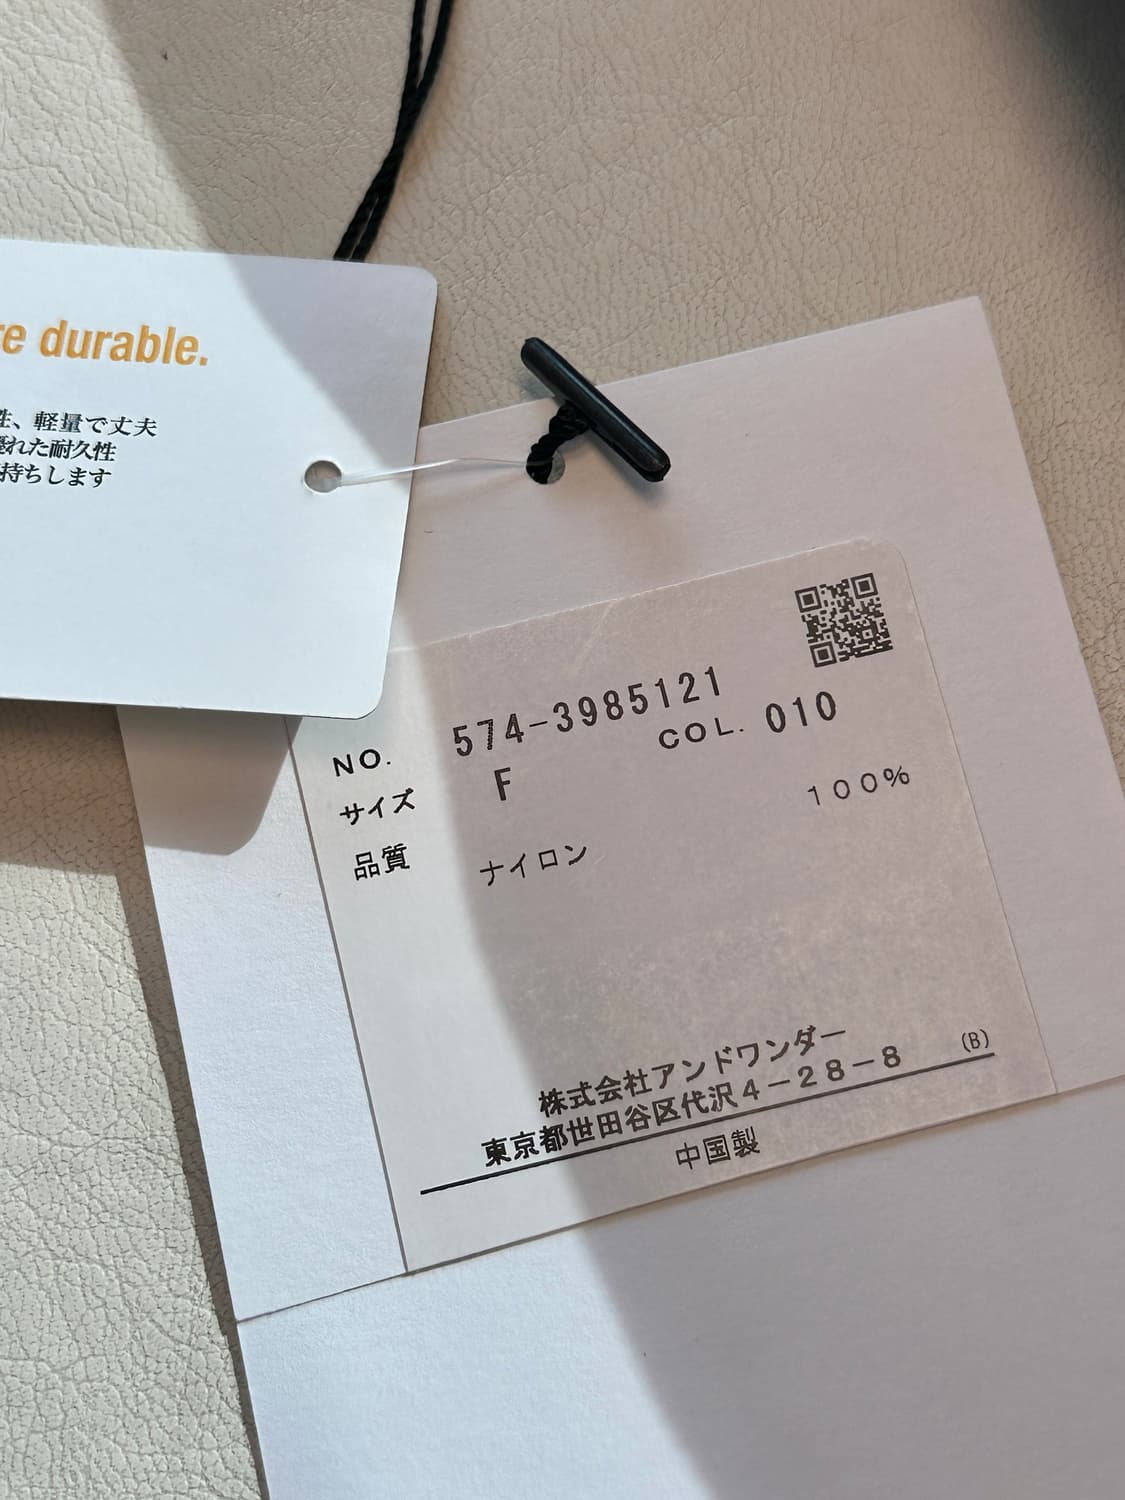 re durable.
性、軽量で丈夫
優れた耐久性
持ちします
NO. 574-3985121
COL. 010
サイズ F
品質 ナイロン 100%
株式会社アンドワンダー
東京都世田谷区代沢4-28-8 (B)
中国製